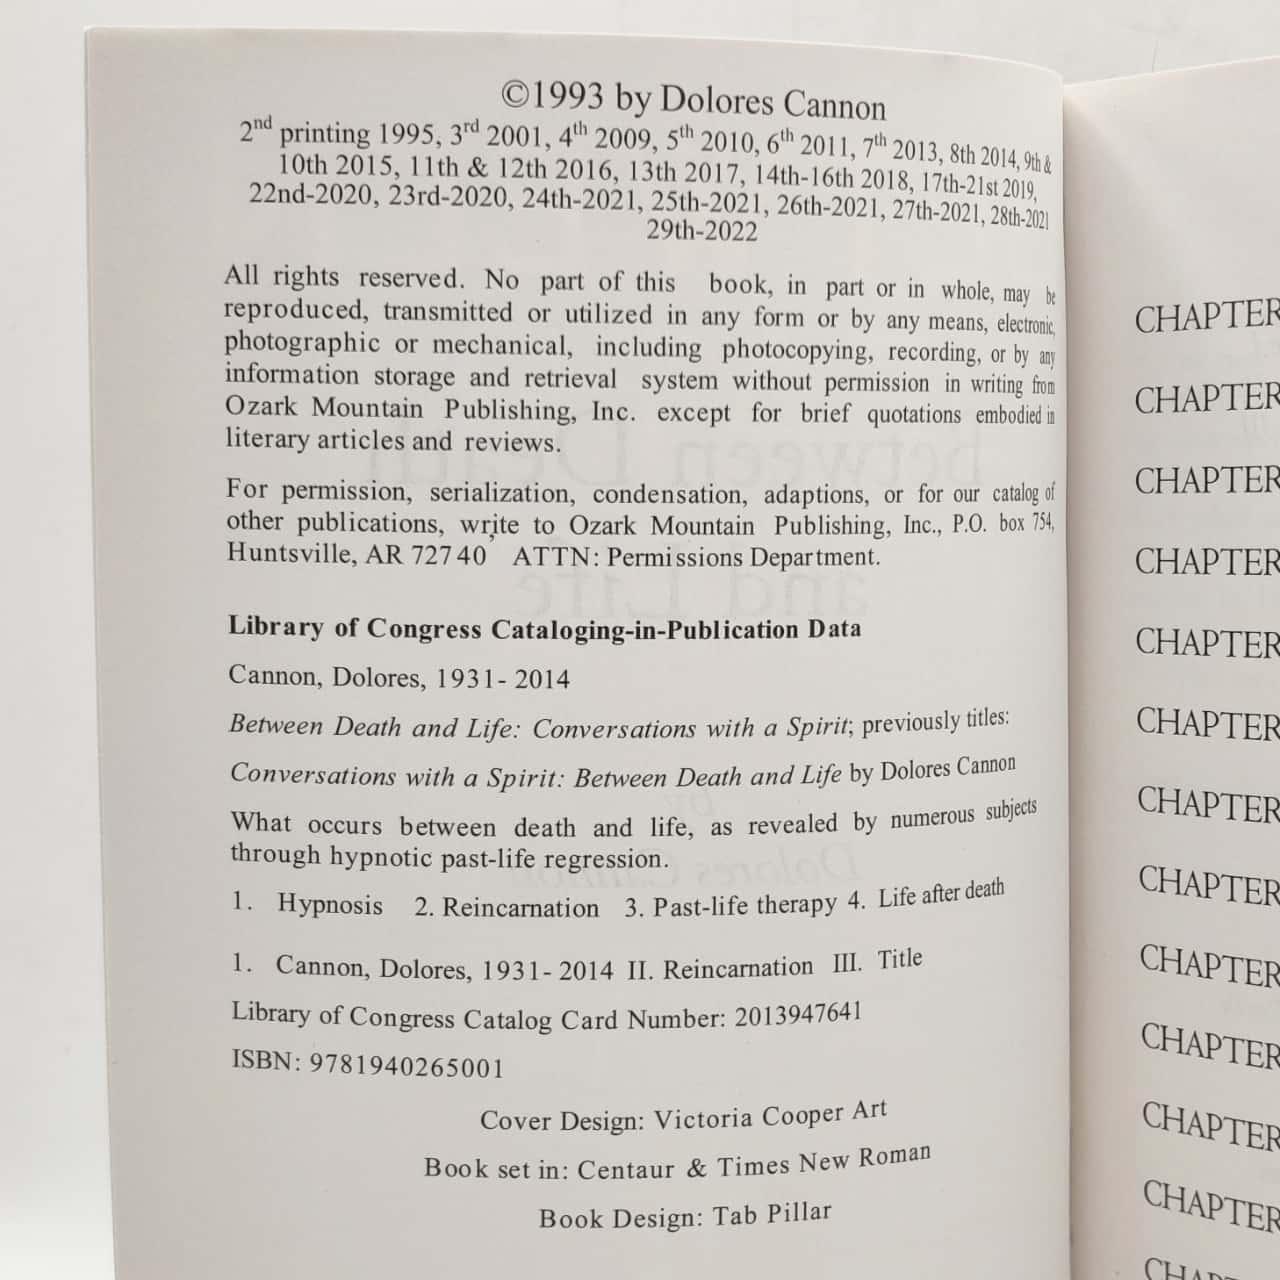 ©1993 by Dolores Cannon
2nd printing 1995, 3rd 2001, 4th 2009, 5th 2010, 6th 2011, 7th 2013, 8th 2014, 9th &
10th 2015, 11th & 12th 2016, 13th 2017, 14th-16th 2018, 17th-21st 2019,
22nd-2020, 23rd-2020, 24th-2021, 25th-2021, 26th-2021, 27th-2021, 28th-2021
29th-2022
All rights reserved. No part of this book, in part or in whole, may be
reproduced, transmitted or utilized in any form or by any means, electronic,
photographic or mechanical, including photocopying, recording, or by any
information storage and retrieval system without permission in writing from
Ozark Mountain Publishing, Inc. except for brief quotations embodied in
literary articles and reviews.
For permission, serialization, condensation, adaptions, or for our catalog of
other publications, write to Ozark Mountain Publishing, Inc., P.O. box 754,
Huntsville, AR 72740 ATTN: Permissions Department.
Library of Congress Cataloging-in-Publication Data
Cannon, Dolores, 1931- 2014
Between Death and Life: Conversations with a Spirit; previously titles:
Conversations with a Spirit: Between Death and Life by Dolores Cannon
What occurs between death and life, as revealed by numerous subjects
through hypnotic past-life regression.
1. Hypnosis 2. Reincarnation 3. Past-life therapy 4. Life after death
1. Cannon, Dolores, 1931- 2014 II. Reincarnation III. Title
Library of Congress Catalog Card Number: 2013947641
ISBN: 9781940265001
Cover Design: Victoria Cooper Art
Book set in: Centaur & Times New Roman
Book Design: Tab Pillar
CHAPTER
CHAPTER
CHAPTER
CHAPTER
CHAPTER
CHAPTER
CHAPTER
CHAPTER
CHAPTER
CHAPTER
CHAPTER
CHAPTER